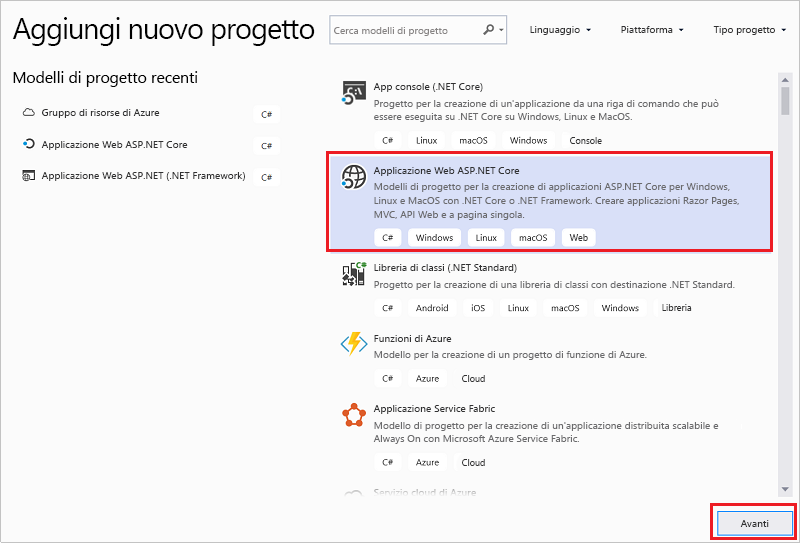 Aggiungi nuovo progetto
Cerca modelli di progetto
Linguaggio
Piattaforma
Tipo progetto
Modelli di progetto recenti
Gruppo di risorse di Azure C#
Applicazione Web ASP.NET Core C#
Applicazione Web ASP.NET (.NET Framework) C#
App console (.NET Core)
Progetto per la creazione di un'applicazione da una riga di comando che può
essere eseguita su .NET Core su Windows, Linux e MacOS.
C# Linux macOS Windows Console
Applicazione Web ASP.NET Core
Modelli di progetto per la creazione di applicazioni ASP.NET Core per Windows,
Linux e MacOS con .NET Core o .NET Framework. Creare applicazioni Razor Pages,
MVC, API Web e a pagina singola.
C# Windows Linux macOS Web
C#
Libreria di classi (.NET Standard)
Progetto per la creazione di una libreria di classi con destinazione .NET Standard.
C# Android iOS Linux macOS Windows Libreria
Funzioni di Azure
Modello per la creazione di un progetto di funzione di Azure.
C# Azure Cloud
Applicazione Service Fabric
Modello di progetto per la creazione di un'applicazione distribuita scalabile e
Always On con Microsoft Azure Service Fabric.
C# Azure Cloud
Servizio cloud di Azure
Avanti